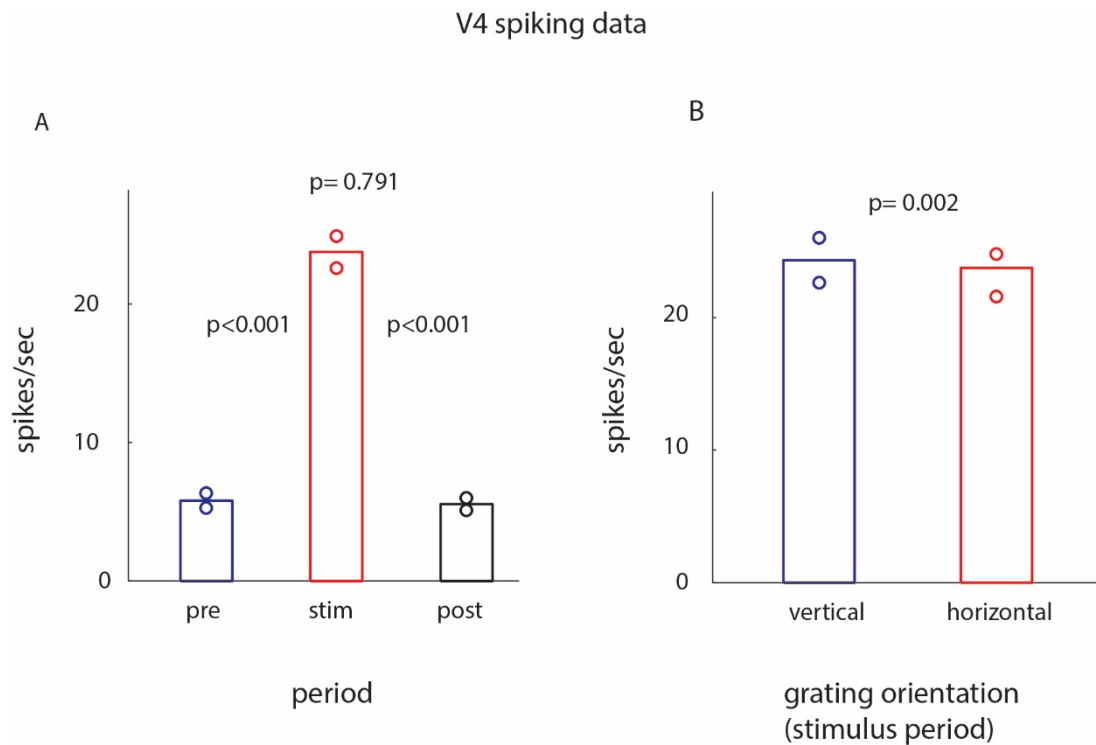 V4 spiking data
A
p= 0.791
p<0.001
p<0.001
spikes/sec
20
10
0
pre
stim
post
period
B
p= 0.002
spikes/sec
20
10
0
vertical
horizontal
grating orientation
(stimulus period)